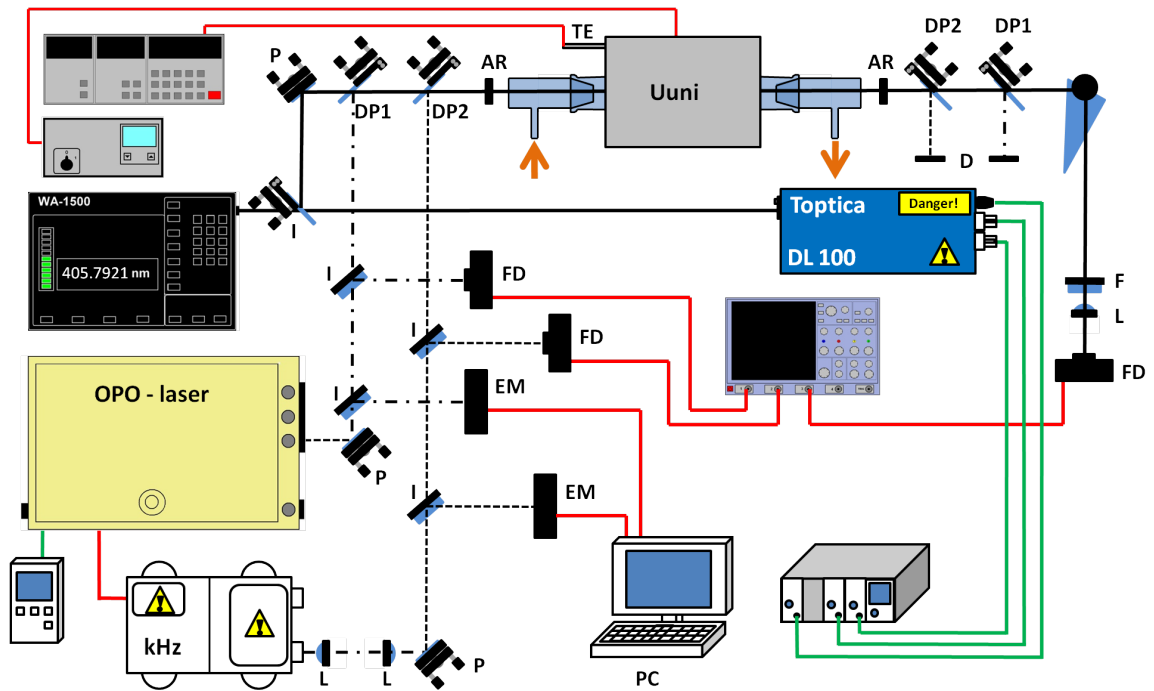 DP2
DP1
P
TE
AR
AR
Uuni
DP1
DP2
D
WA-1500
I
Toptica
Danger!
DL 100
405.7921 nm
I
FD
F
L
I
FD
FD
OPO - laser
EM
I
P
I
EM
kHz
L
L
P
PC